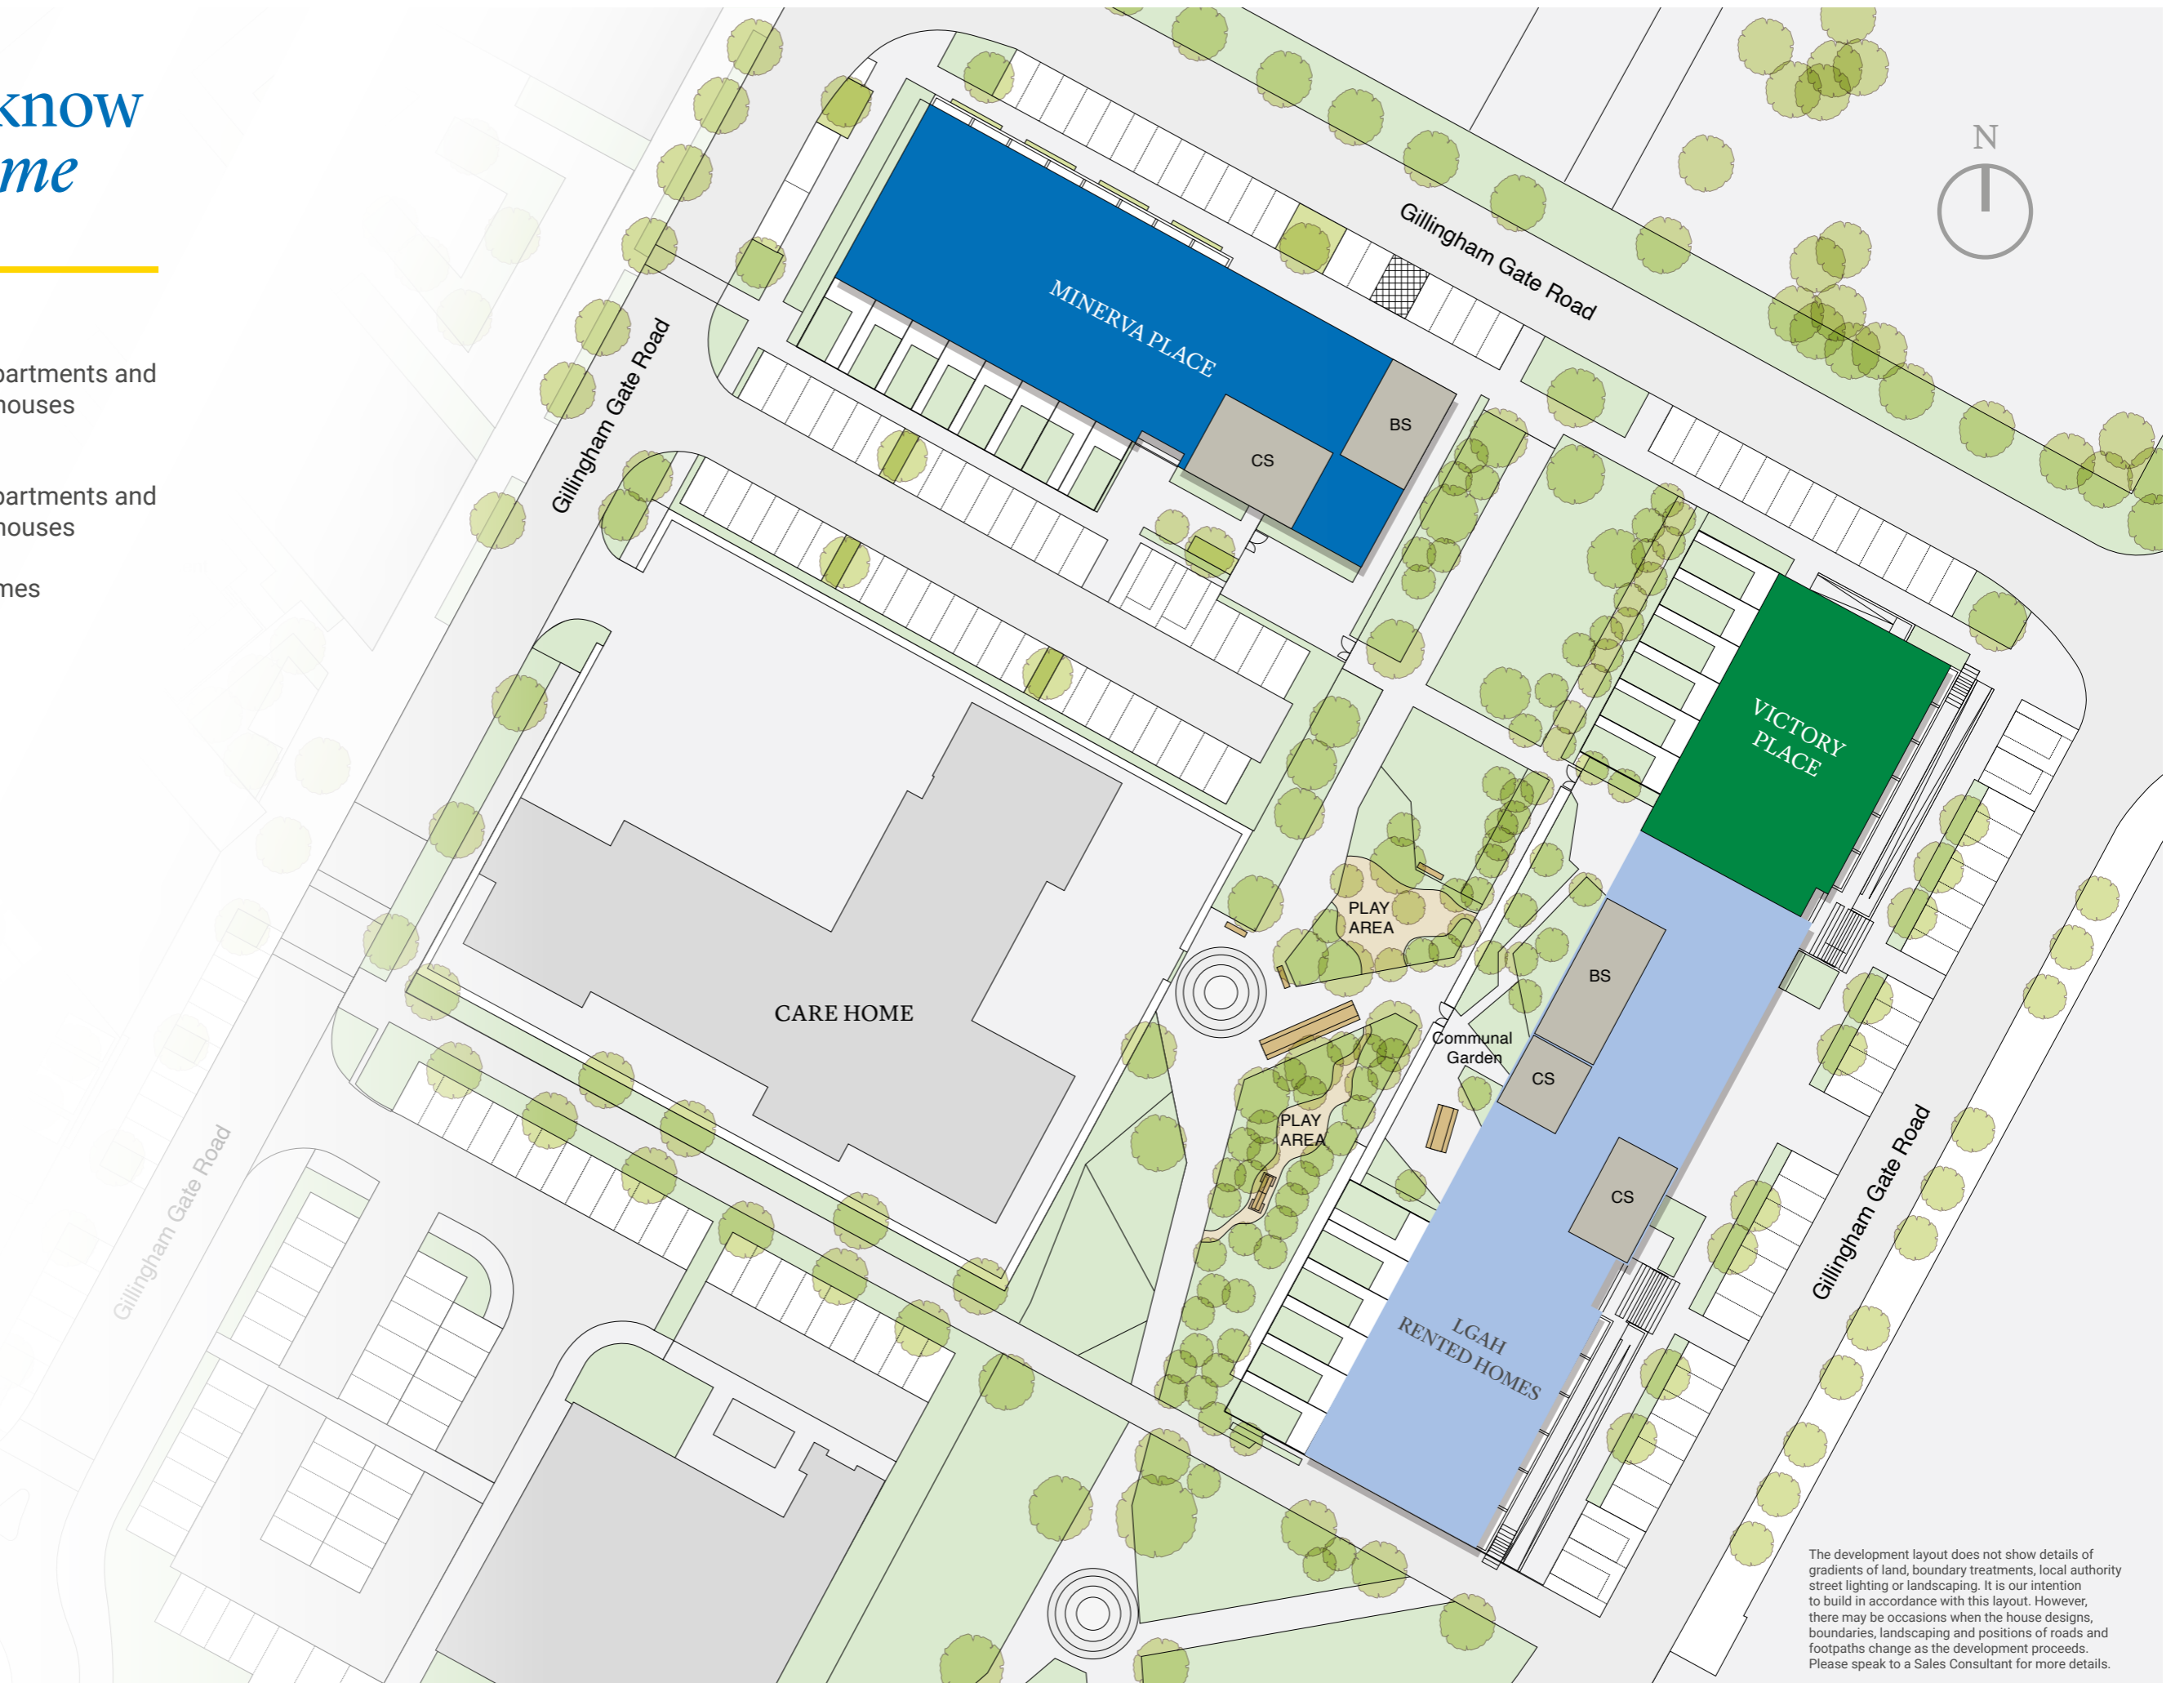 know
me
partments and
houses
partments and
houses
mes
N
Gillingham Gate Road
MINERVA PLACE
BS
CS
Gillingham Gate Road
VICTORY
PLACE
PLAY
AREA
BS
CARE HOME
Communal
Garden
CS
PLAY
AREA
CS
Gillingham Gate Road
Gillingham Gate Road
LGAH
RENTED HOMES
The development layout does not show details of
gradients of land, boundary treatments, local authority
street lighting or landscaping. It is our intention
to build in accordance with this layout. However,
there may be occasions when the house designs,
boundaries, landscaping and positions of roads and
footpaths change as the development proceeds.
Please speak to a Sales Consultant for more details.